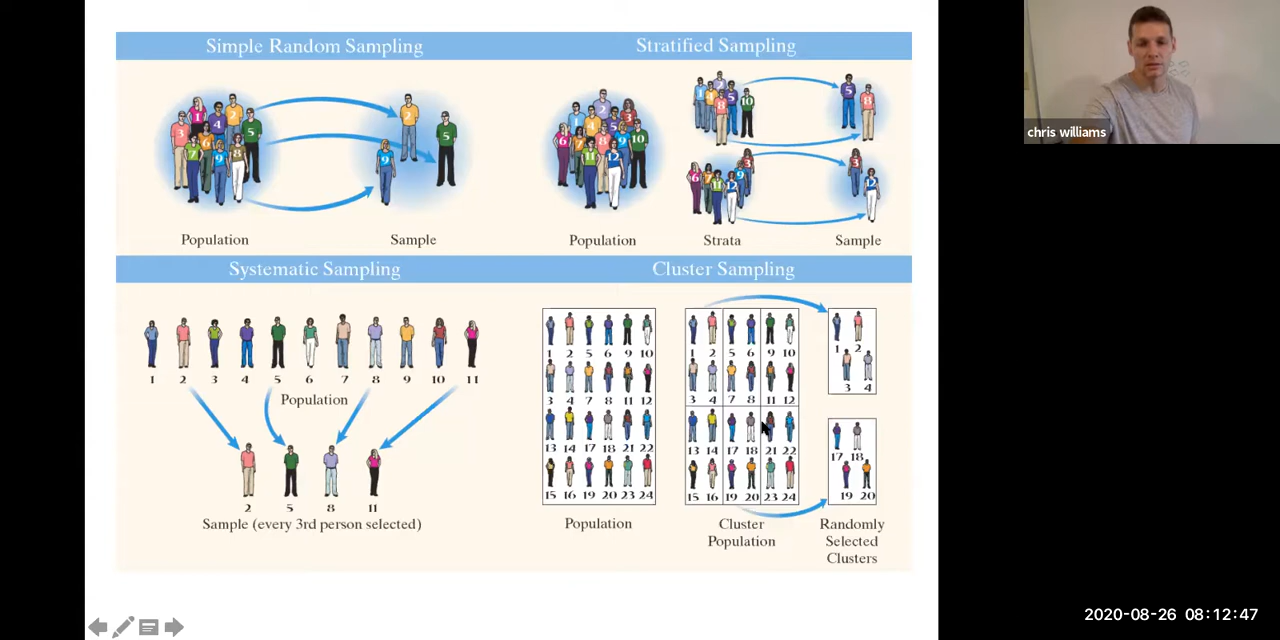 Simple Random Sampling
Stratified Sampling
Population
Sample
Population
Strata
Sample
Systematic Sampling
Cluster Sampling
1 2 3 4 5 6 7 8 9 10 11
Population
2 5 8 11
Sample (every 3rd person selected)
1 2 5 6 9 10
3 4 7 8 11 12
13 14 17 18 21 22
15 16 19 20 23 24
Population
1 2 5 6 9 10
3 4 7 8 11 12
13 14 17 18 21 22
15 16 19 20 23 24
Cluster
Population
1 2
3 4
17 18
19 20
Randomly
Selected
Clusters
chris williams
2020-08-26 08:12:47